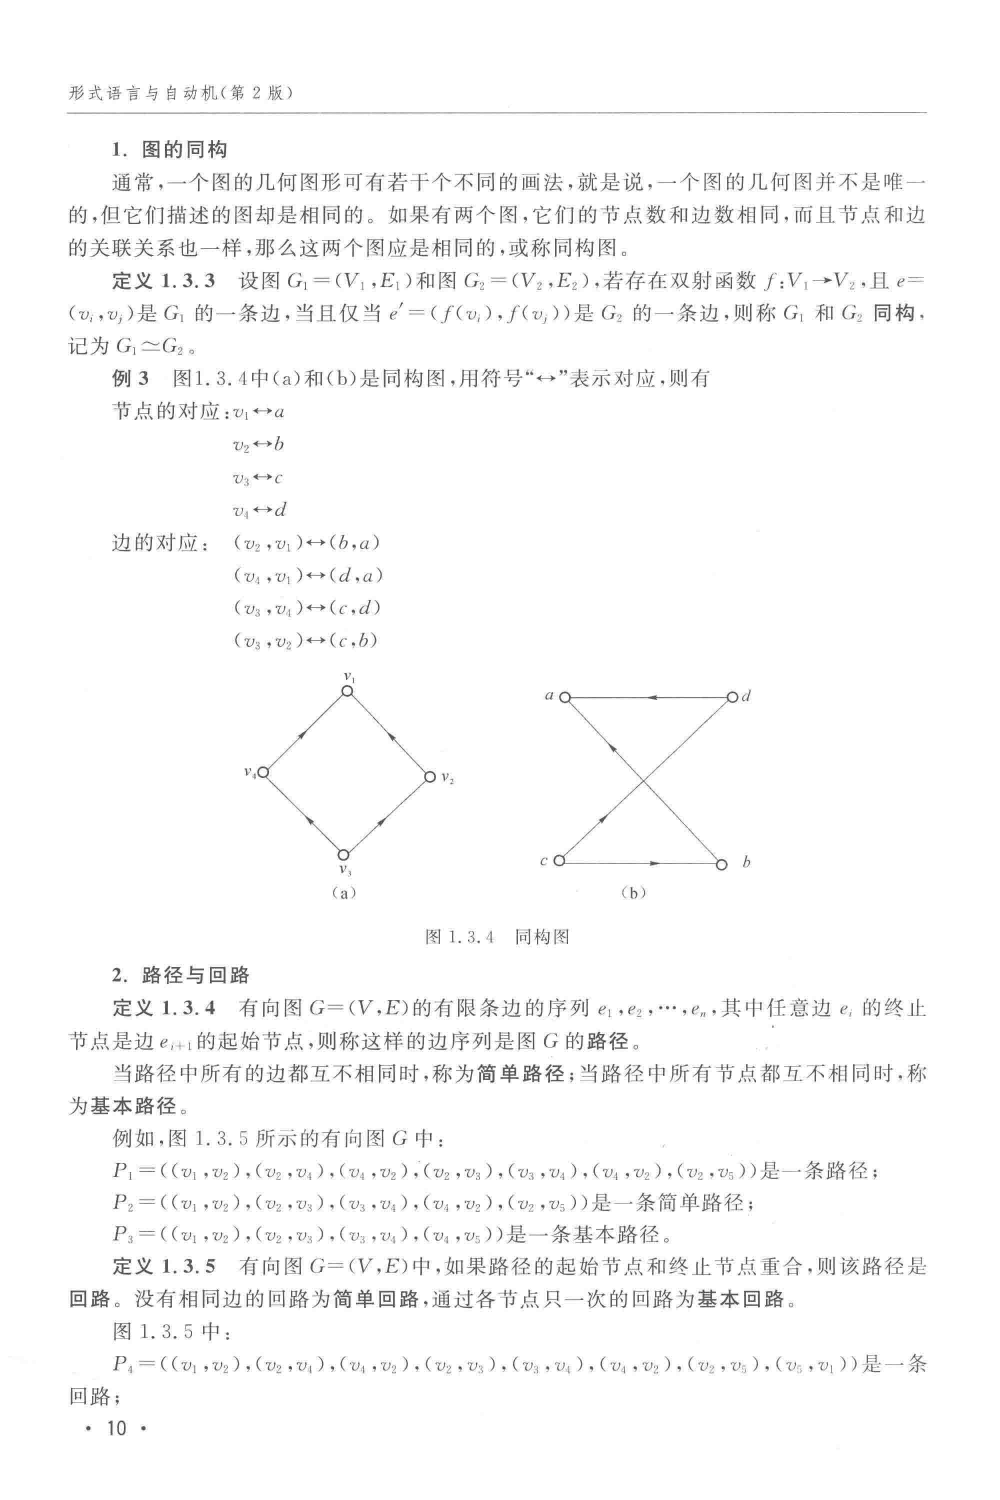 形式语言与自动机(第2版)
1. 图的同构
通常,一个图的几何图形可有若干个不同的画法,就是说,一个图的几何图并不是唯一
的,但它们描述的图却是相同的。如果有两个图,它们的节点数和边数相同,而且节点和边
的关联关系也一样,那么这两个图应是相同的,或称同构图。
定义 1.3.3 设图 G₁=(V₁,E₁)和图 G₂=(V₂,E₂),若存在双射函数 f:V₁→V₂,且 e=
(vᵢ,vⱼ)是 G₁ 的一条边,当且仅当 e′=(f(vᵢ),f(vⱼ))是 G₂ 的一条边,则称 G₁ 和 G₂ 同构,
记为 G₁≃G₂。
例 3 图1.3.4中(a)和(b)是同构图,用符号“↔”表示对应,则有
节点的对应:v₁↔a
v₂↔b
v₃↔c
v₄↔d
边的对应: (v₂,v₁)↔(b,a)
(v₄,v₁)↔(d,a)
(v₃,v₄)↔(c,d)
(v₃,v₂)↔(c,b)
v₁
a d
v₄ v₂
c b
v₃
(a) (b)
图 1.3.4 同构图
2. 路径与回路
定义 1.3.4 有向图 G=(V,E)的有限条边的序列 e₁,e₂,…,eₙ,其中任意边 eᵢ 的终止
节点是边 eᵢ₊₁的起始节点,则称这样的边序列是图 G 的路径。
当路径中所有的边都互不相同时,称为简单路径;当路径中所有节点都互不相同时,称
为基本路径。
例如,图 1.3.5 所示的有向图 G 中:
P₁=((v₁,v₂),(v₂,v₄),(v₄,v₂),(v₂,v₃),(v₃,v₄),(v₄,v₂),(v₂,v₅))是一条路径;
P₂=((v₁,v₂),(v₂,v₃),(v₃,v₄),(v₄,v₂),(v₂,v₅))是一条简单路径;
P₃=((v₁,v₂),(v₂,v₃),(v₃,v₄),(v₄,v₅))是一条基本路径。
定义 1.3.5 有向图 G=(V,E)中,如果路径的起始节点和终止节点重合,则该路径是
回路。没有相同边的回路为简单回路,通过各节点只一次的回路为基本回路。
图 1.3.5 中:
P₄=((v₁,v₂),(v₂,v₄),(v₄,v₂),(v₂,v₃),(v₃,v₄),(v₄,v₂),(v₂,v₅),(v₅,v₁))是一条
回路;
· 10 ·